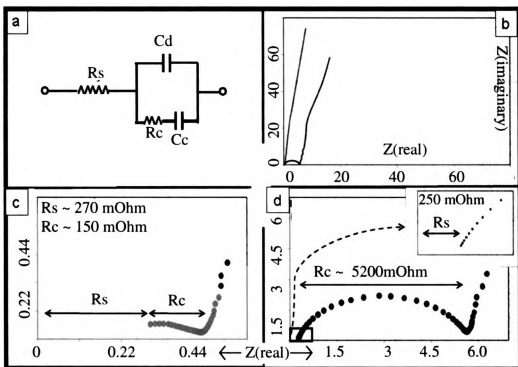 a
Cd
Rs
Rc
Cc
b
80
60
40
20
0
Z(imaginary)
Z(real)
0
20
40
60
80
c
Rs ~ 270 mOhm
Rc ~ 150 mOhm
0.44
0.22
Rs
Rc
0
0.22
0.44
Z(real)
d
250 mOhm
Rs
Rc ~ 5200mOhm
6
4.5
3
1.5
1.5
3
4.5
6.0